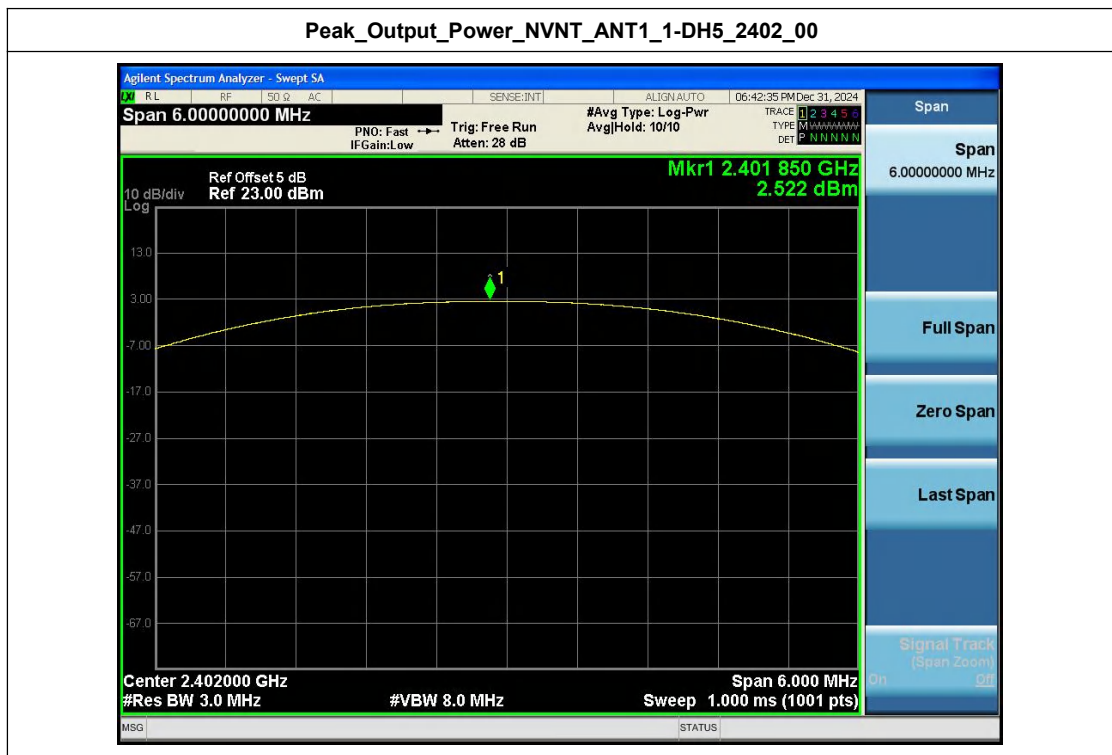 Peak_Output_Power_NVNT_ANT1_1-DH5_2402_00
Agilent Spectrum Analyzer - Swept SA
LXI RL RF 50 Ω AC SENSE:INT ALIGN AUTO 06:42:35 PM Dec 31, 2024
Span 6.00000000 MHz
PNO: Fast
IFGain:Low
Trig: Free Run
Atten: 28 dB
#Avg Type: Log-Pwr
Avg|Hold: 10/10
TRACE 1 2 3 4 5 6
TYPE M WWWWW
DET P N N N N N
Mkr1 2.401 850 GHz
2.522 dBm
Ref Offset 5 dB
10 dB/div Ref 23.00 dBm
Log
13.0
3.00
-7.00
-17.0
-27.0
-37.0
-47.0
-57.0
-67.0
1
Center 2.402000 GHz Span 6.000 MHz
#Res BW 3.0 MHz #VBW 8.0 MHz Sweep 1.000 ms (1001 pts)
MSG STATUS
Span
Span
6.00000000 MHz
Full Span
Zero Span
Last Span
Signal Track
(Span Zoom)
On Off